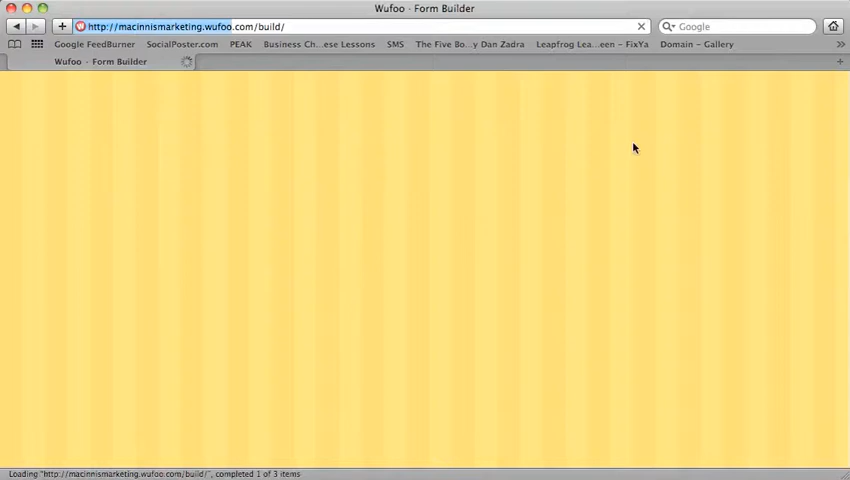 Wufoo · Form Builder
http://macinnismarketing.wufoo.com/build/
Google
Google FeedBurner SocialPoster.com PEAK Business Ch...ese Lessons SMS The Five Bo...y Dan Zadra Leapfrog Lea...een – FixYa Domain – Gallery
Wufoo · Form Builder
Loading "http://macinnismarketing.wufoo.com/build/", completed 1 of 3 items